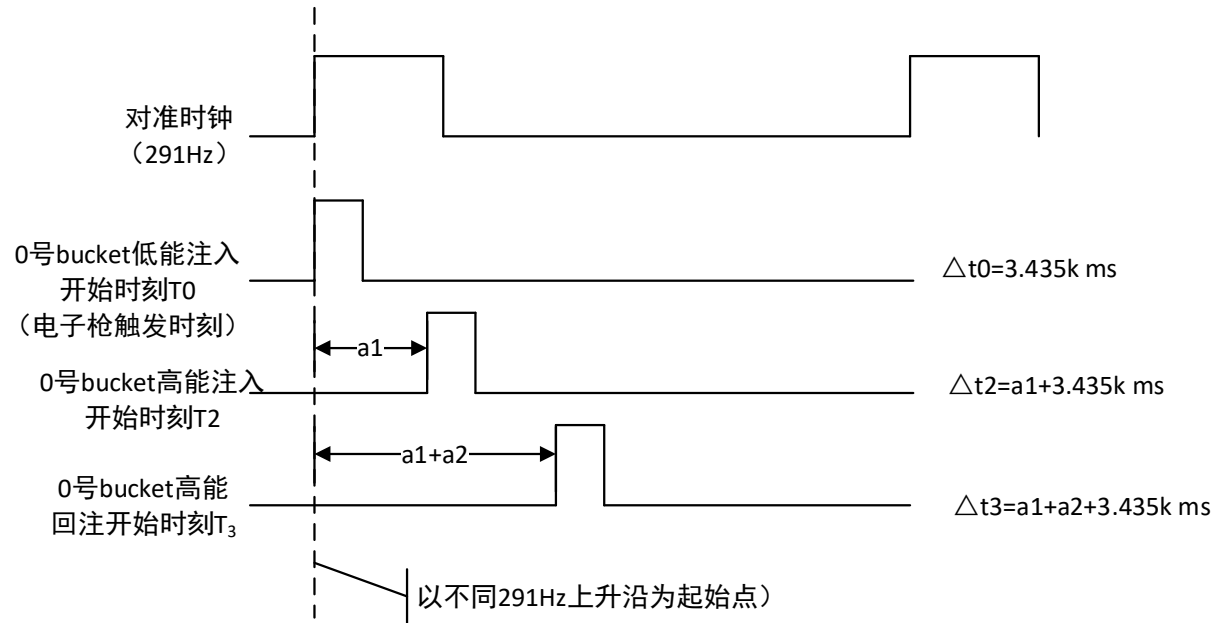 对准时钟
（291Hz）
0号bucket低能注入
开始时刻T0
（电子枪触发时刻）
△t0=3.435k ms
a1
0号bucket高能注入
开始时刻T2
△t2=a1+3.435k ms
a1+a2
0号bucket高能
回注开始时刻T₃
△t3=a1+a2+3.435k ms
以不同291Hz上升沿为起始点）